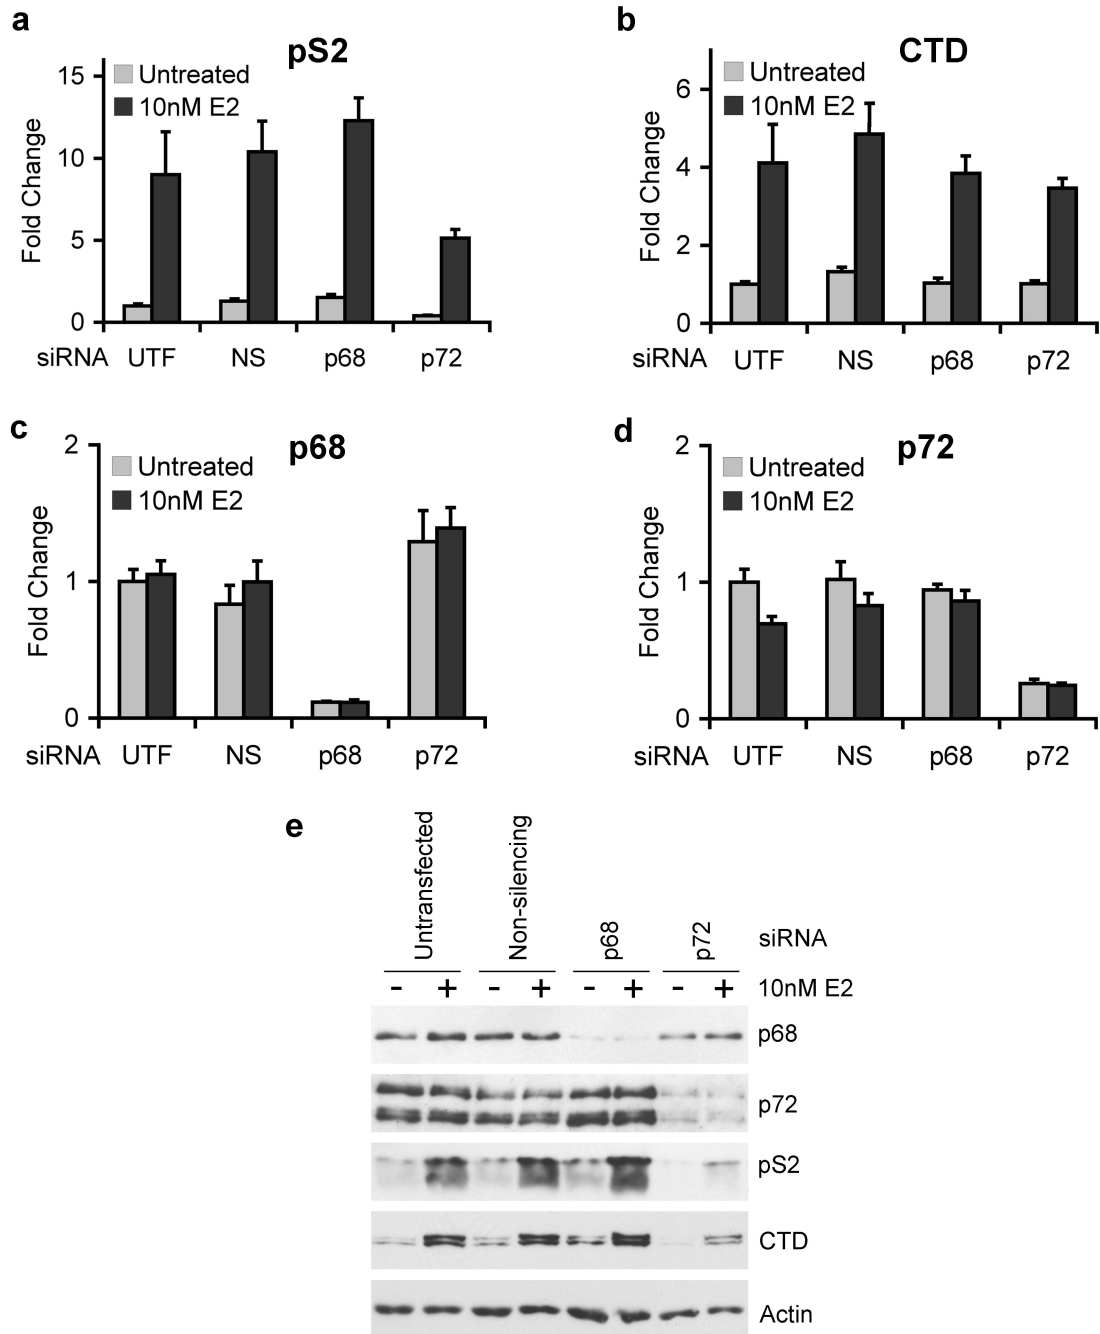 a
pS2
Untreated
10nM E2
Fold Change
15
10
5
0
siRNA UTF NS p68 p72
b
CTD
Untreated
10nM E2
Fold Change
6
4
2
0
siRNA UTF NS p68 p72
c
p68
Untreated
10nM E2
Fold Change
2
1
0
siRNA UTF NS p68 p72
d
p72
Untreated
10nM E2
Fold Change
2
1
0
siRNA UTF NS p68 p72
e
Untransfected Non-silencing p68 p72 siRNA
- + - + - + - + 10nM E2
p68
p72
pS2
CTD
Actin